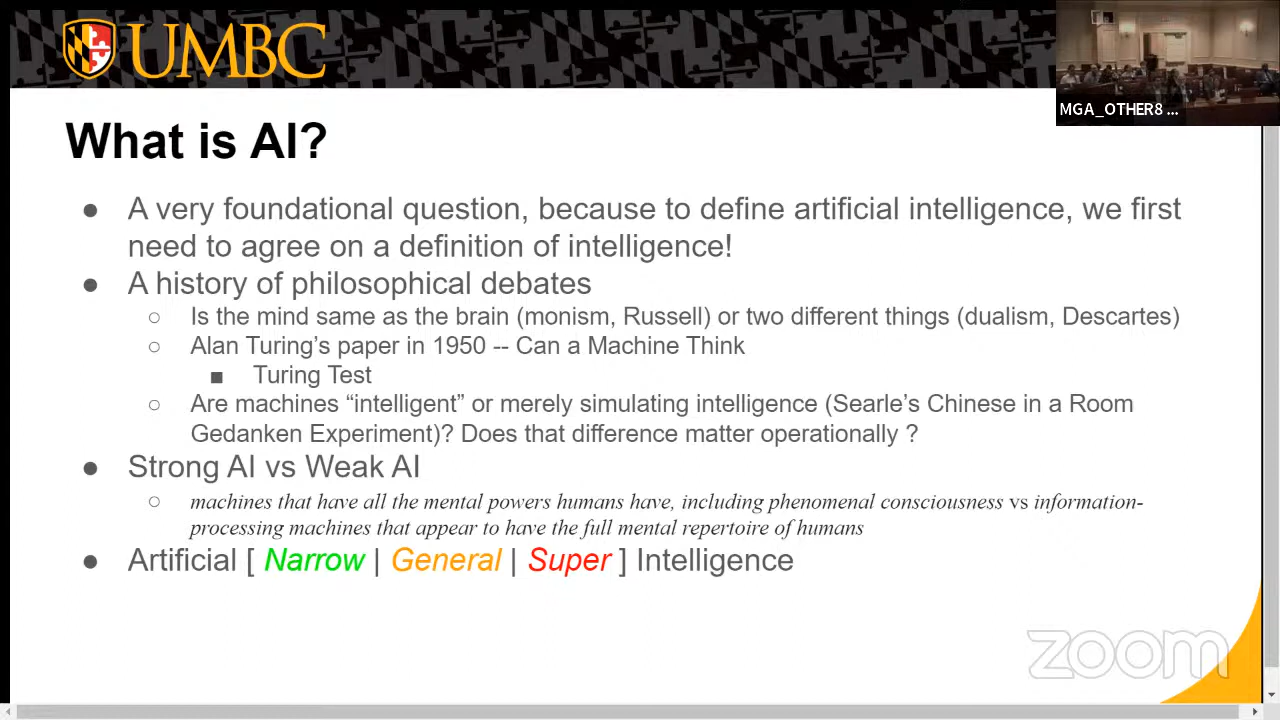 UMBC
MGA_OTHER8 ...
What is AI?
● A very foundational question, because to define artificial intelligence, we first
need to agree on a definition of intelligence!
● A history of philosophical debates
○ Is the mind same as the brain (monism, Russell) or two different things (dualism, Descartes)
○ Alan Turing’s paper in 1950 -- Can a Machine Think
■ Turing Test
○ Are machines “intelligent” or merely simulating intelligence (Searle’s Chinese in a Room
Gedanken Experiment)? Does that difference matter operationally ?
● Strong AI vs Weak AI
○ machines that have all the mental powers humans have, including phenomenal consciousness vs information-
processing machines that appear to have the full mental repertoire of humans
● Artificial [ Narrow | General | Super ] Intelligence
zoom